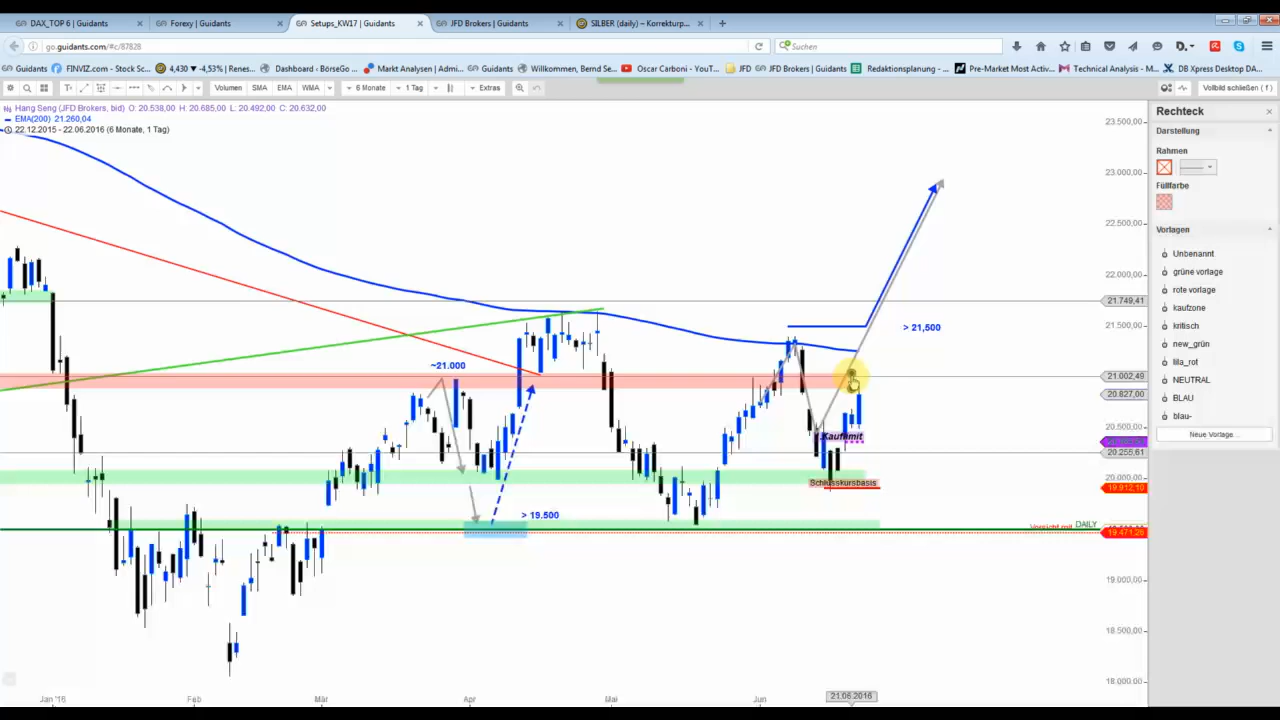 DAX_TOP 6 | Guidants
Forexy | Guidants
Setups_KW17 | Guidants
JFD Brokers | Guidants
SILBER (daily) – Korrekturp...
go.guidants.com/#c/87828
Suchen
Guidants
FINVIZ.com - Stock Sc...
4,430 -4,53% | Renes...
Dashboard ‹ BörseGo ...
Markt Analysen | Admi...
Guidants
Willkommen, Bernd Se...
Oscar Carboni - YouT...
JFD
JFD Brokers | Guidants
Redaktionsplanung - ...
Pre-Market Most Activ...
Technical Analysis - M...
DB Xpress Desktop DA...
Volumen SMA EMA WMA 6 Monate 1 Tag Extras
Vollbild schließen ( f )
Hang Seng (JFD Brokers, bid) O: 20.538,00 H: 20.685,00 L: 20.492,00 C: 20.632,00
EMA(200) 21.260,04
22.12.2015 - 22.06.2016 (6 Monate, 1 Tag)
Rechteck
Darstellung
Rahmen
Füllfarbe
Vorlagen
Unbenannt
grüne vorlage
rote vorlage
kaufzone
kritisch
new_grün
lila_rot
NEUTRAL
BLAU
blau-
Neue Vorlage...
23.500,00
23.000,00
22.500,00
22.000,00
21.749,41
21.500,00
> 21,500
~21.000
21.002,49
20.827,00
20.500,00
Kauflimit
20.255,61
20.000,00
Schlusskursbasis
19.912,10
> 19.500
Vorsicht mit
DAILY
19.471,20
19.000,00
18.500,00
18.000,00
Jan '16 Feb Mär Apr Mai Jun 21.06.2016